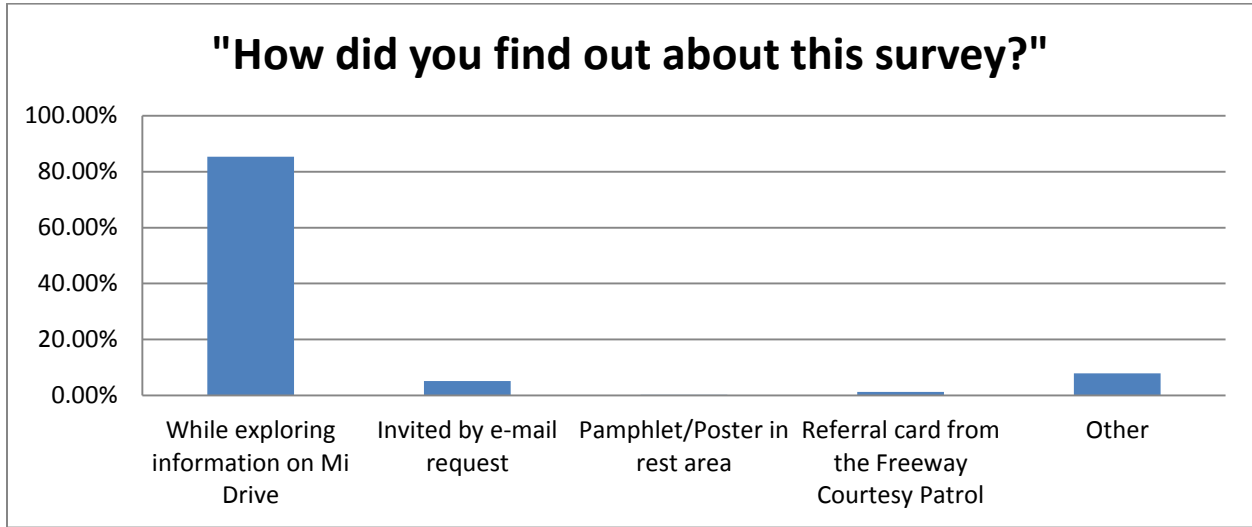 "How did you find out about this survey?"
100.00%
80.00%
60.00%
40.00%
20.00%
0.00%
While exploring
information on Mi
Drive
Invited by e-mail
request
Pamphlet/Poster in
rest area
Referral card from
the Freeway
Courtesy Patrol
Other